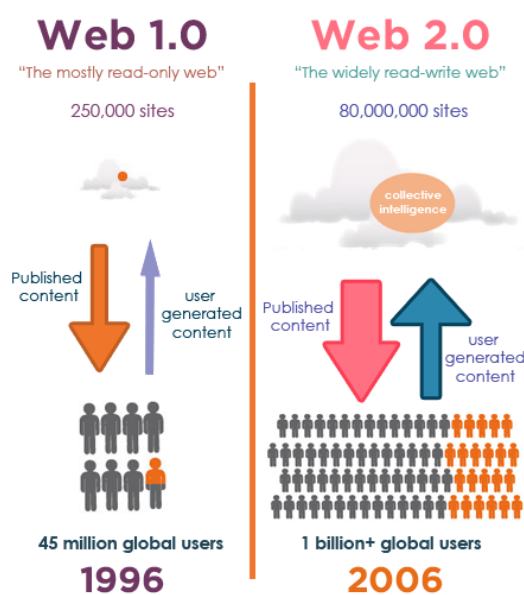 Web 1.0
“The mostly read-only web”
250,000 sites
Published
content
user
generated
content
45 million global users
1996
Web 2.0
“The widely read-write web”
80,000,000 sites
collective
intelligence
Published
content
user
generated
content
1 billion+ global users
2006